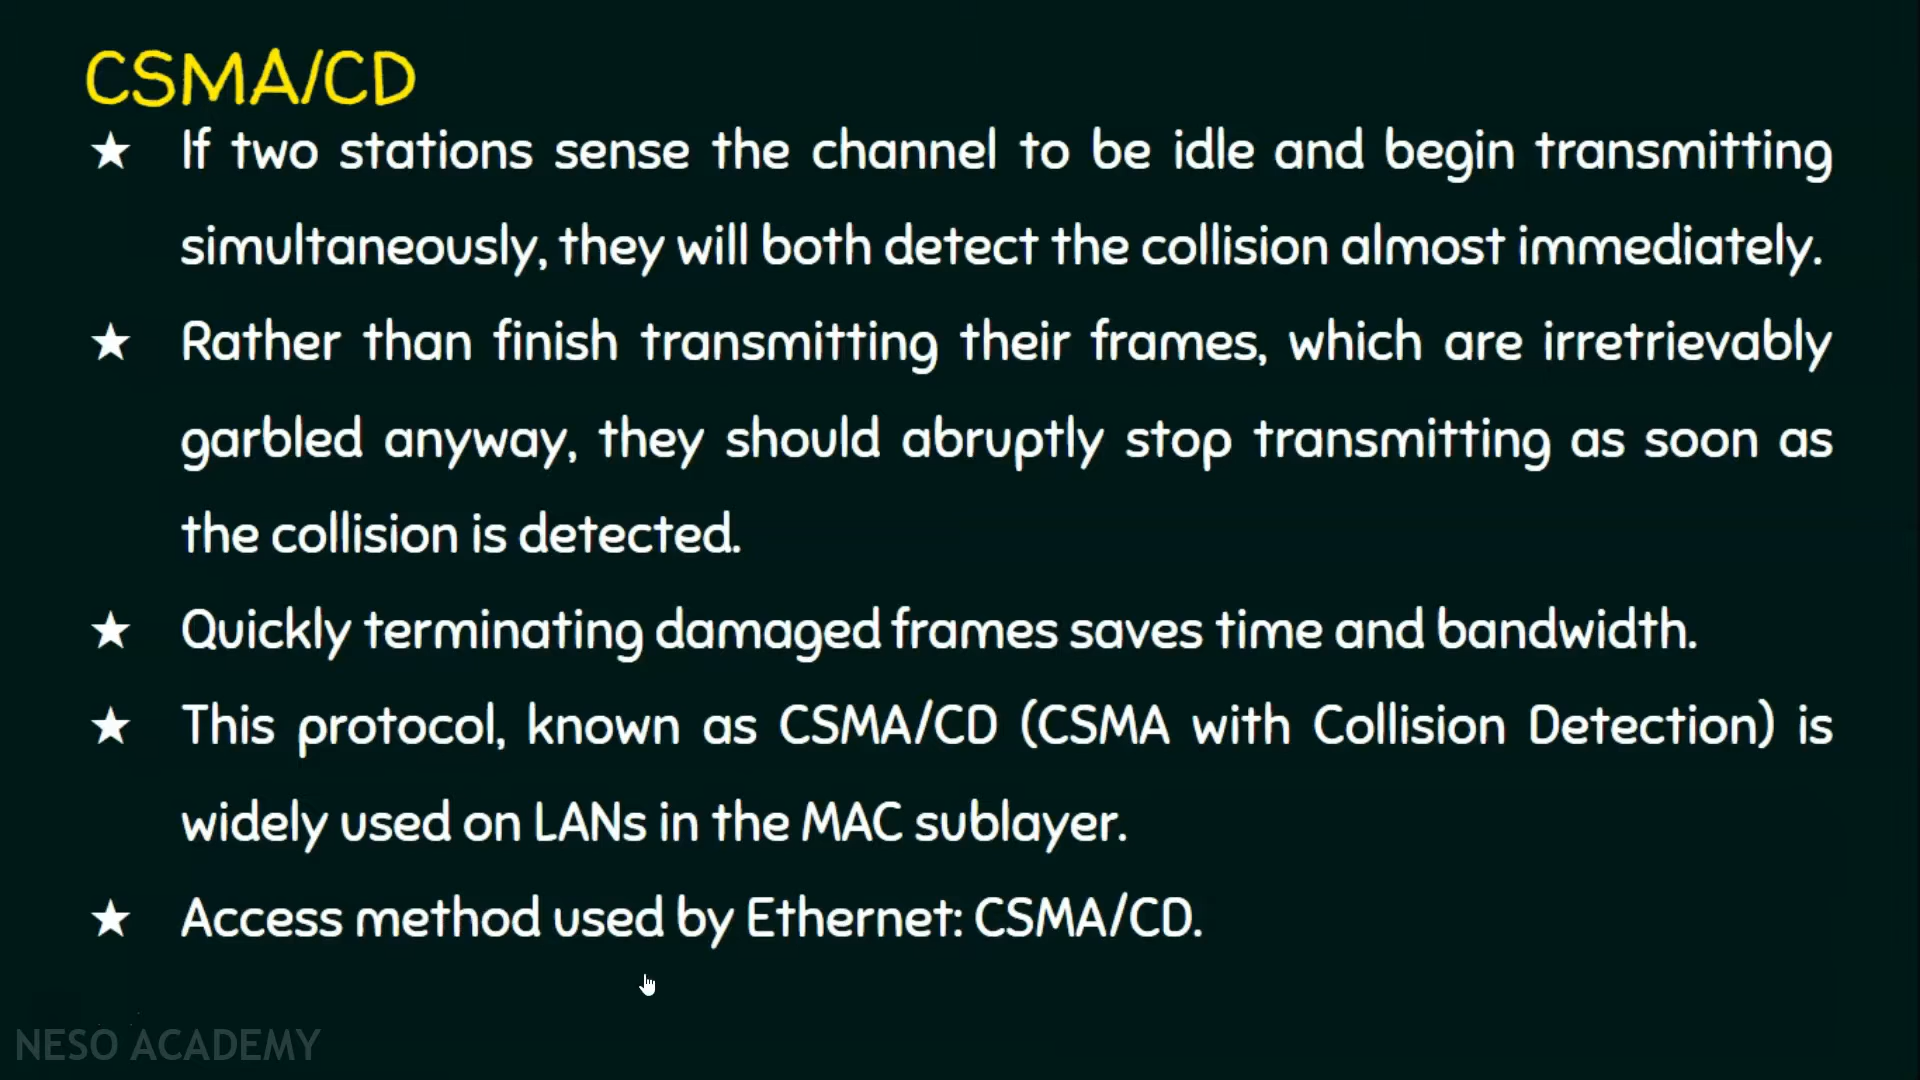 CSMA/CD
★ If two stations sense the channel to be idle and begin transmitting
simultaneously, they will both detect the collision almost immediately.
★ Rather than finish transmitting their frames, which are irretrievably
garbled anyway, they should abruptly stop transmitting as soon as
the collision is detected.
★ Quickly terminating damaged frames saves time and bandwidth.
★ This protocol, known as CSMA/CD (CSMA with Collision Detection) is
widely used on LANs in the MAC sublayer.
★ Access method used by Ethernet: CSMA/CD.
NESO ACADEMY